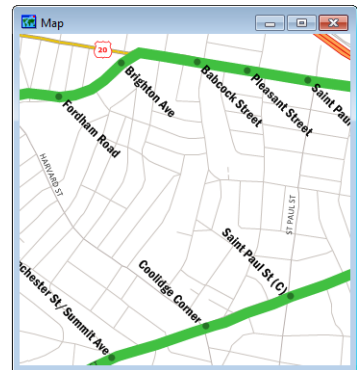 Map
20
Brighton Ave
Babcock Street
Pleasant Street
Saint Paul
Fordham Road
HARVARD ST
ST PAUL ST
Saint Paul St (C)
Coolidge Corner
nchester St/ Summit Ave